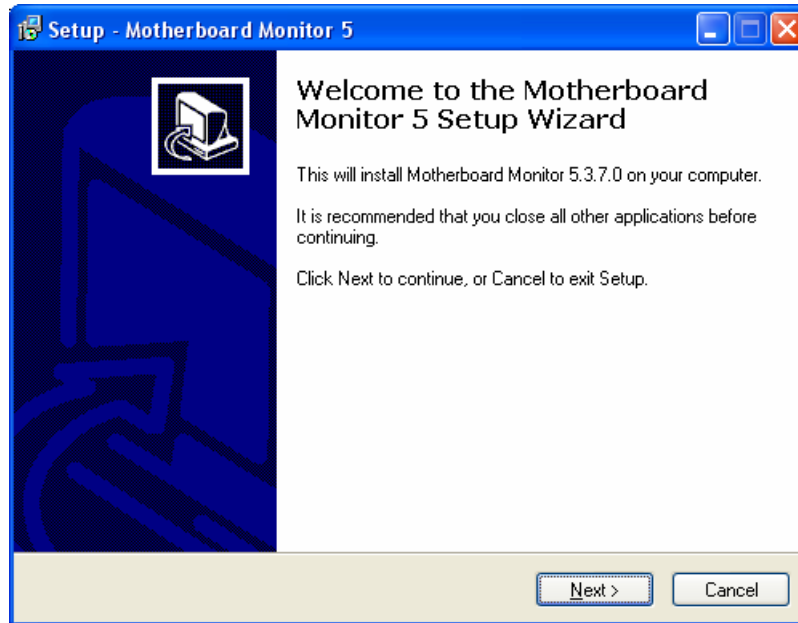 Setup - Motherboard Monitor 5
Welcome to the Motherboard
Monitor 5 Setup Wizard
This will install Motherboard Monitor 5.3.7.0 on your computer.
It is recommended that you close all other applications before
continuing.
Click Next to continue, or Cancel to exit Setup.
Next >
Cancel